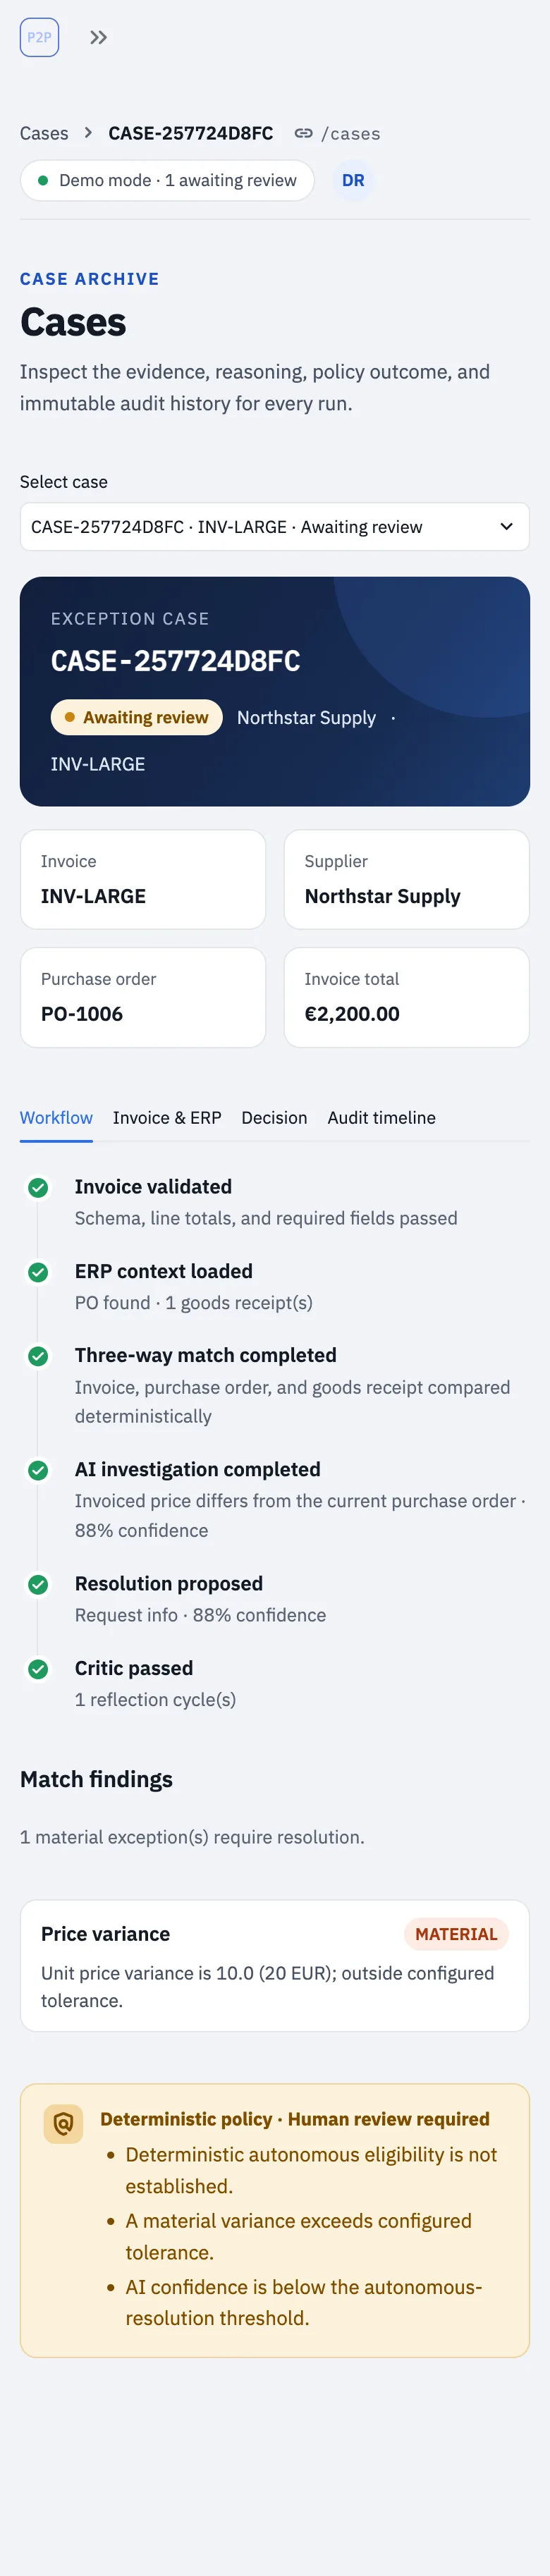 P2P
Cases > CASE-257724D8FC /cases
Demo mode · 1 awaiting review DR
CASE ARCHIVE
Cases
Inspect the evidence, reasoning, policy outcome, and
immutable audit history for every run.
Select case
CASE-257724D8FC · INV-LARGE · Awaiting review
EXCEPTION CASE
CASE-257724D8FC
Awaiting review Northstar Supply ·
INV-LARGE
Invoice
INV-LARGE
Supplier
Northstar Supply
Purchase order
PO-1006
Invoice total
€2,200.00
Workflow Invoice & ERP Decision Audit timeline
Invoice validated
Schema, line totals, and required fields passed
ERP context loaded
PO found · 1 goods receipt(s)
Three-way match completed
Invoice, purchase order, and goods receipt compared
deterministically
AI investigation completed
Invoiced price differs from the current purchase order ·
88% confidence
Resolution proposed
Request info · 88% confidence
Critic passed
1 reflection cycle(s)
Match findings
1 material exception(s) require resolution.
Price variance MATERIAL
Unit price variance is 10.0 (20 EUR); outside configured
tolerance.
Deterministic policy · Human review required
• Deterministic autonomous eligibility is not
established.
• A material variance exceeds configured
tolerance.
• AI confidence is below the autonomous-
resolution threshold.